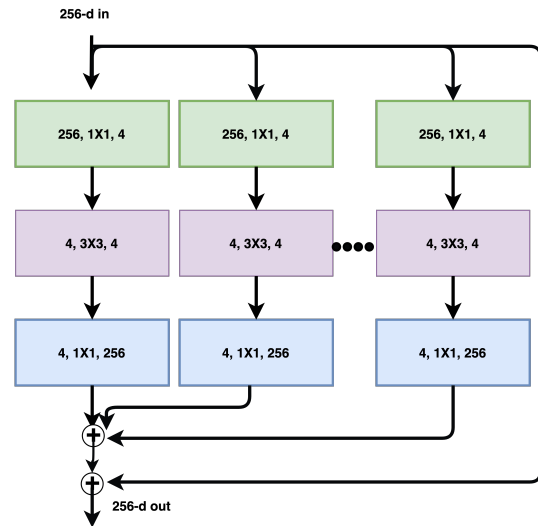 256-d in
256, 1X1, 4
256, 1X1, 4
256, 1X1, 4
4, 3X3, 4
4, 3X3, 4
4, 3X3, 4
4, 1X1, 256
4, 1X1, 256
4, 1X1, 256
+
+
256-d out